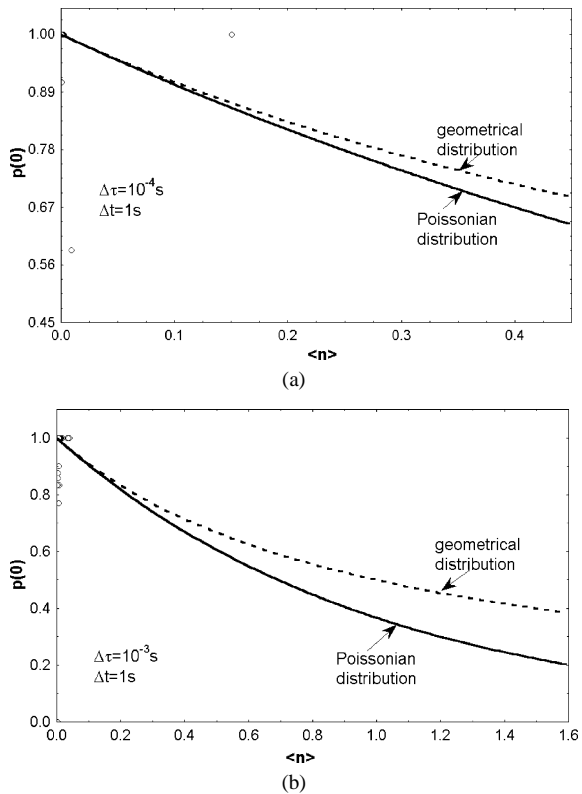 1.00
0.89
0.78
0.67
0.56
0.45
p(0)
geometrical
distribution
Δτ=10⁻⁴s
Δt=1s
Poissonian
distribution
0.0 0.1 0.2 0.3 0.4
<n>
(a)
1.0
0.8
0.6
0.4
0.2
0.0
p(0)
geometrical
distribution
Δτ=10⁻³s
Δt=1s
Poissonian
distribution
0.0 0.2 0.4 0.6 0.8 1.0 1.2 1.4 1.6
<n>
(b)